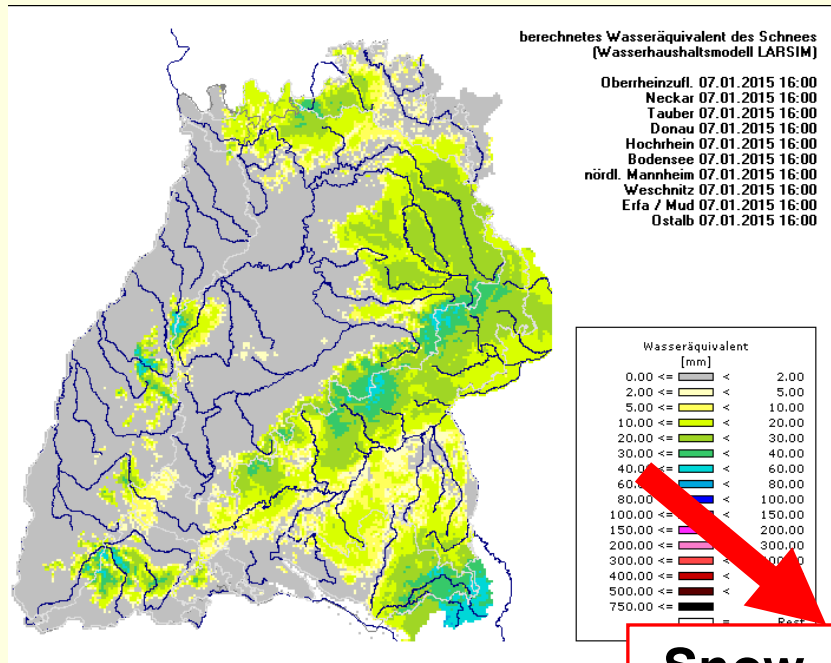 berechnetes Wasseräquivalent des Schnees
(Wasserhaushaltsmodell LARSIM)
Oberrheinzufl. 07.01.2015 16:00
Neckar 07.01.2015 16:00
Tauber 07.01.2015 16:00
Donau 07.01.2015 16:00
Hochrhein 07.01.2015 16:00
Bodensee 07.01.2015 16:00
nördl. Mannheim 07.01.2015 16:00
Weschnitz 07.01.2015 16:00
Erfa / Mud 07.01.2015 16:00
Ostalb 07.01.2015 16:00
Wasseräquivalent
[mm]
0.00 <= < 2.00
2.00 <= < 5.00
5.00 <= < 10.00
10.00 <= < 20.00
20.00 <= < 30.00
30.00 <= < 40.00
40.00 <= < 60.00
60.00 <= < 80.00
80.00 < 100.00
100.00 <= < 150.00
150.00 <= 200.00
200.00 <= 300.00
300.00 <= <
400.00 <=
500.00 <= <
750.00 <=
= Rest
Snow